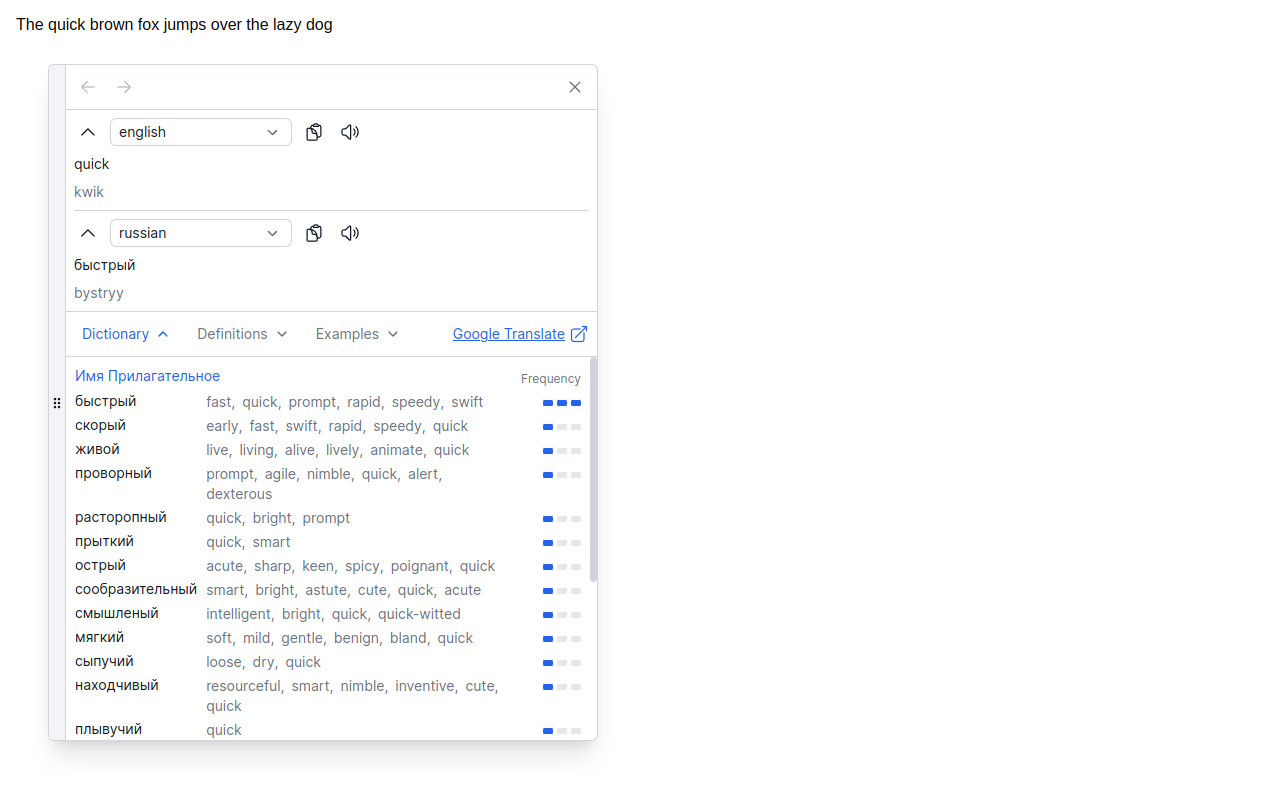 The quick brown fox jumps over the lazy dog
english
quick
kwik
russian
быстрый
bystryy
Dictionary Definitions Examples Google Translate
Имя Прилагательное Frequency
быстрый fast, quick, prompt, rapid, speedy, swift
скорый early, fast, swift, rapid, speedy, quick
живой live, living, alive, lively, animate, quick
проворный prompt, agile, nimble, quick, alert,
dexterous
расторопный quick, bright, prompt
прыткий quick, smart
острый acute, sharp, keen, spicy, poignant, quick
сообразительный smart, bright, astute, cute, quick, acute
смышленый intelligent, bright, quick, quick-witted
мягкий soft, mild, gentle, benign, bland, quick
сыпучий loose, dry, quick
находчивый resourceful, smart, nimble, inventive, cute,
quick
плывучий quick